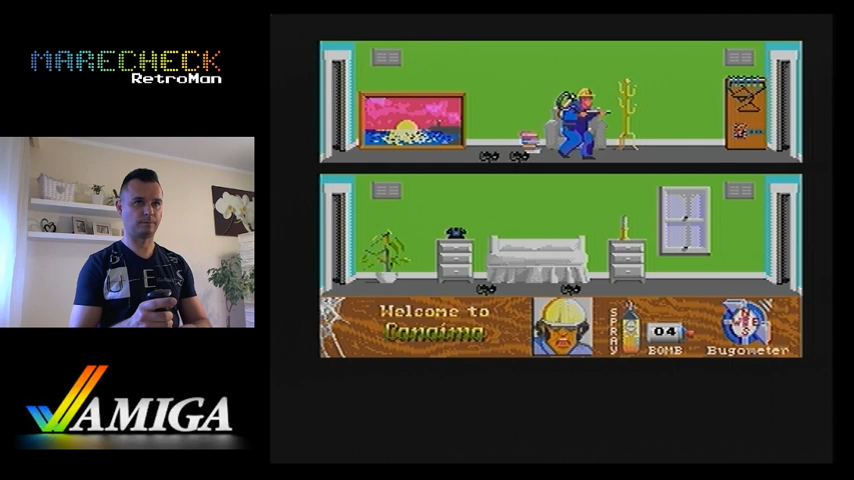 MARECHECK
RetroMan
AMIGA
Welcome to
Canaima
SPRAY
04
BOMB
N
W E
S
Bugometer